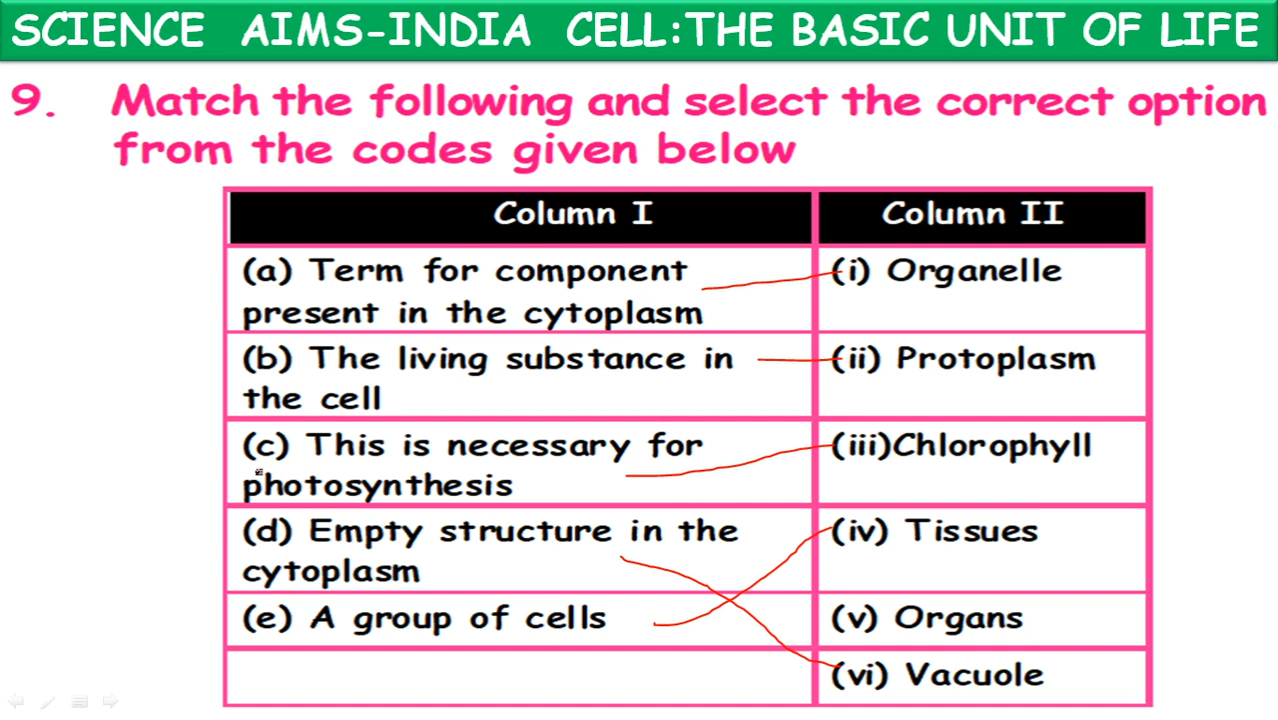 SCIENCE AIMS-INDIA CELL:THE BASIC UNIT OF LIFE
9. Match the following and select the correct option
from the codes given below
Column I Column II
(a) Term for component (i) Organelle
present in the cytoplasm
(b) The living substance in (ii) Protoplasm
the cell
(c) This is necessary for (iii)Chlorophyll
photosynthesis
(d) Empty structure in the (iv) Tissues
cytoplasm
(e) A group of cells (v) Organs
(vi) Vacuole